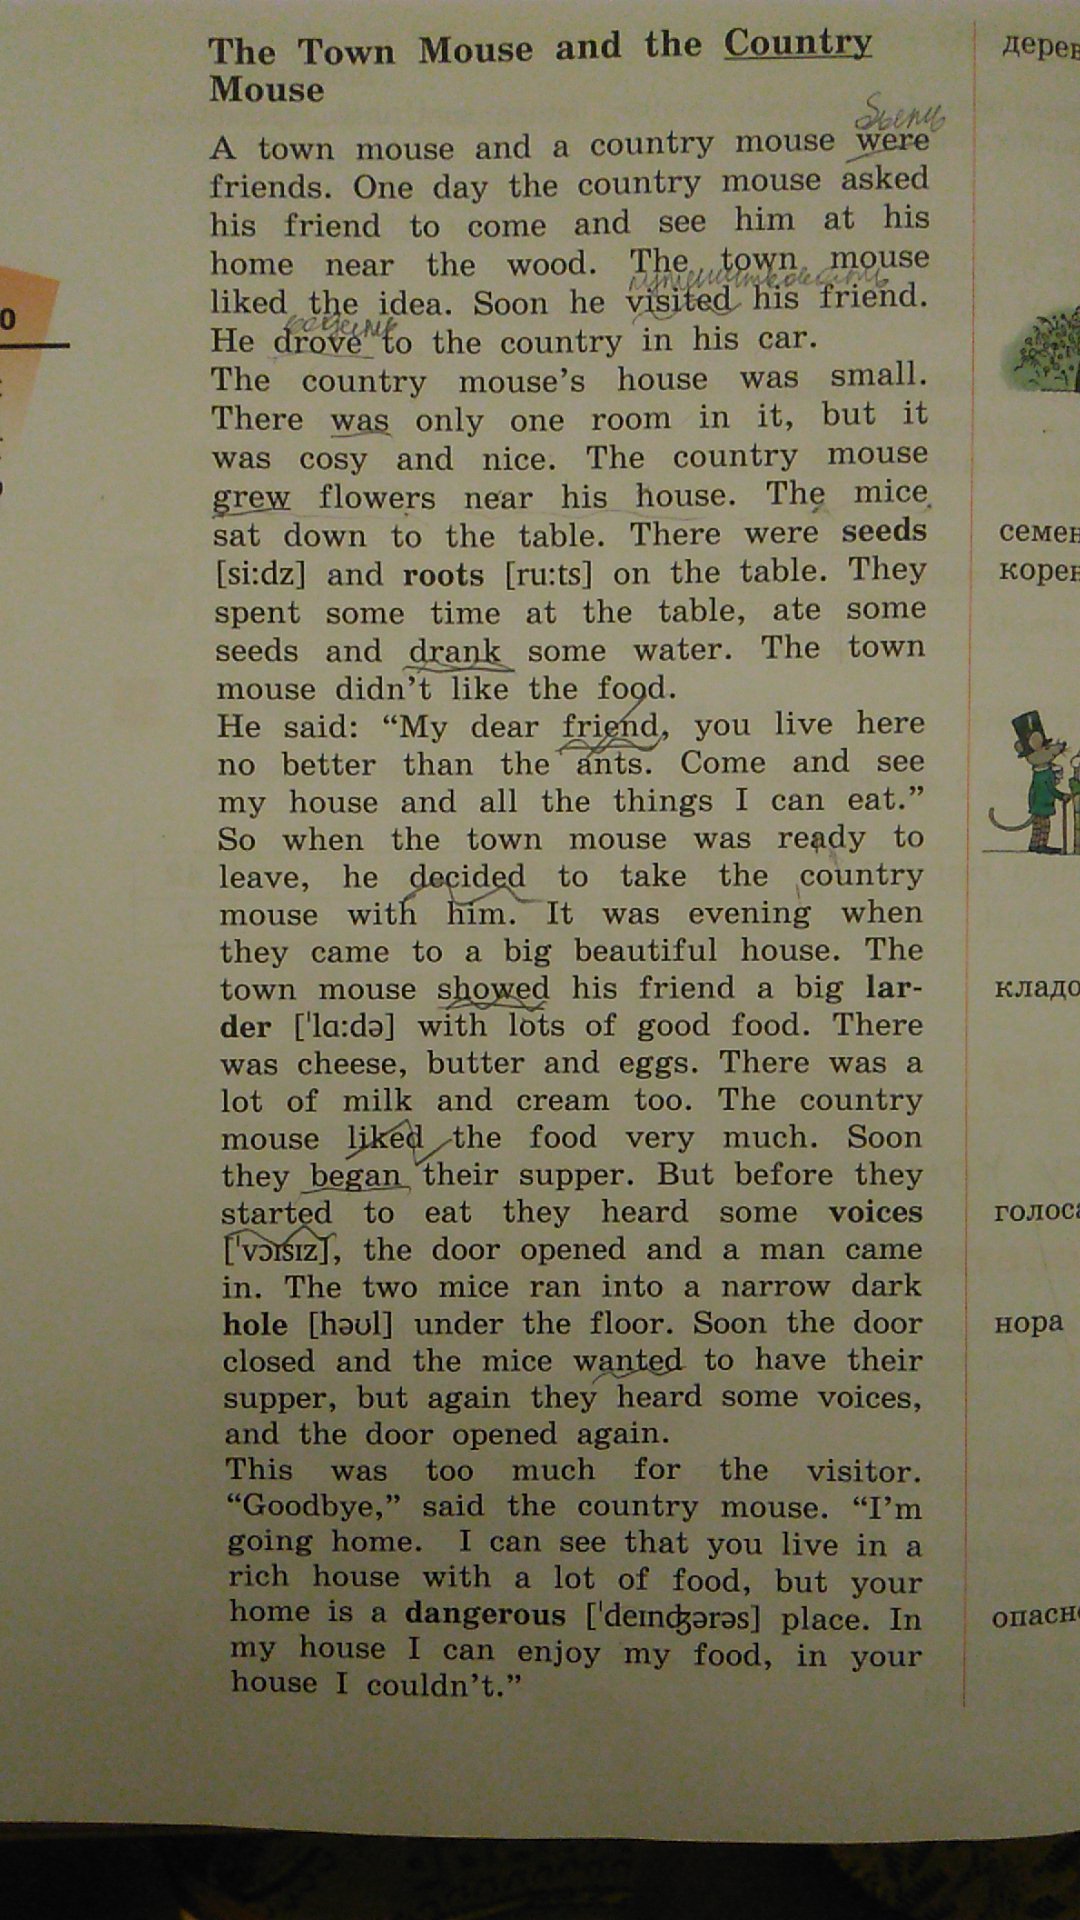 The Town Mouse and the Country
Mouse
A town mouse and a country mouse were
friends. One day the country mouse asked
his friend to come and see him at his
home near the wood. The town mouse
liked the idea. Soon he visited his friend.
He drove to the country in his car.
The country mouse's house was small.
There was only one room in it, but it
was cosy and nice. The country mouse
grew flowers near his house. The mice
sat down to the table. There were seeds
[si:dz] and roots [ru:ts] on the table. They
spent some time at the table, ate some
seeds and drank some water. The town
mouse didn't like the food.
He said: “My dear friend, you live here
no better than the ants. Come and see
my house and all the things I can eat.”
So when the town mouse was ready to
leave, he decided to take the country
mouse with him. It was evening when
they came to a big beautiful house. The
town mouse showed his friend a big lar-
der [ˈlɑ:də] with lots of good food. There
was cheese, butter and eggs. There was a
lot of milk and cream too. The country
mouse liked the food very much. Soon
they began their supper. But before they
started to eat they heard some voices
[ˈvɔɪsɪz], the door opened and a man came
in. The two mice ran into a narrow dark
hole [həʊl] under the floor. Soon the door
closed and the mice wanted to have their
supper, but again they heard some voices,
and the door opened again.
This was too much for the visitor.
“Goodbye,” said the country mouse. “I'm
going home. I can see that you live in a
rich house with a lot of food, but your
home is a dangerous [ˈdeɪnʤərəs] place. In
my house I can enjoy my food, in your
house I couldn't.”
дерев
семен
корен
кладо
голоса
нора
опасно
0